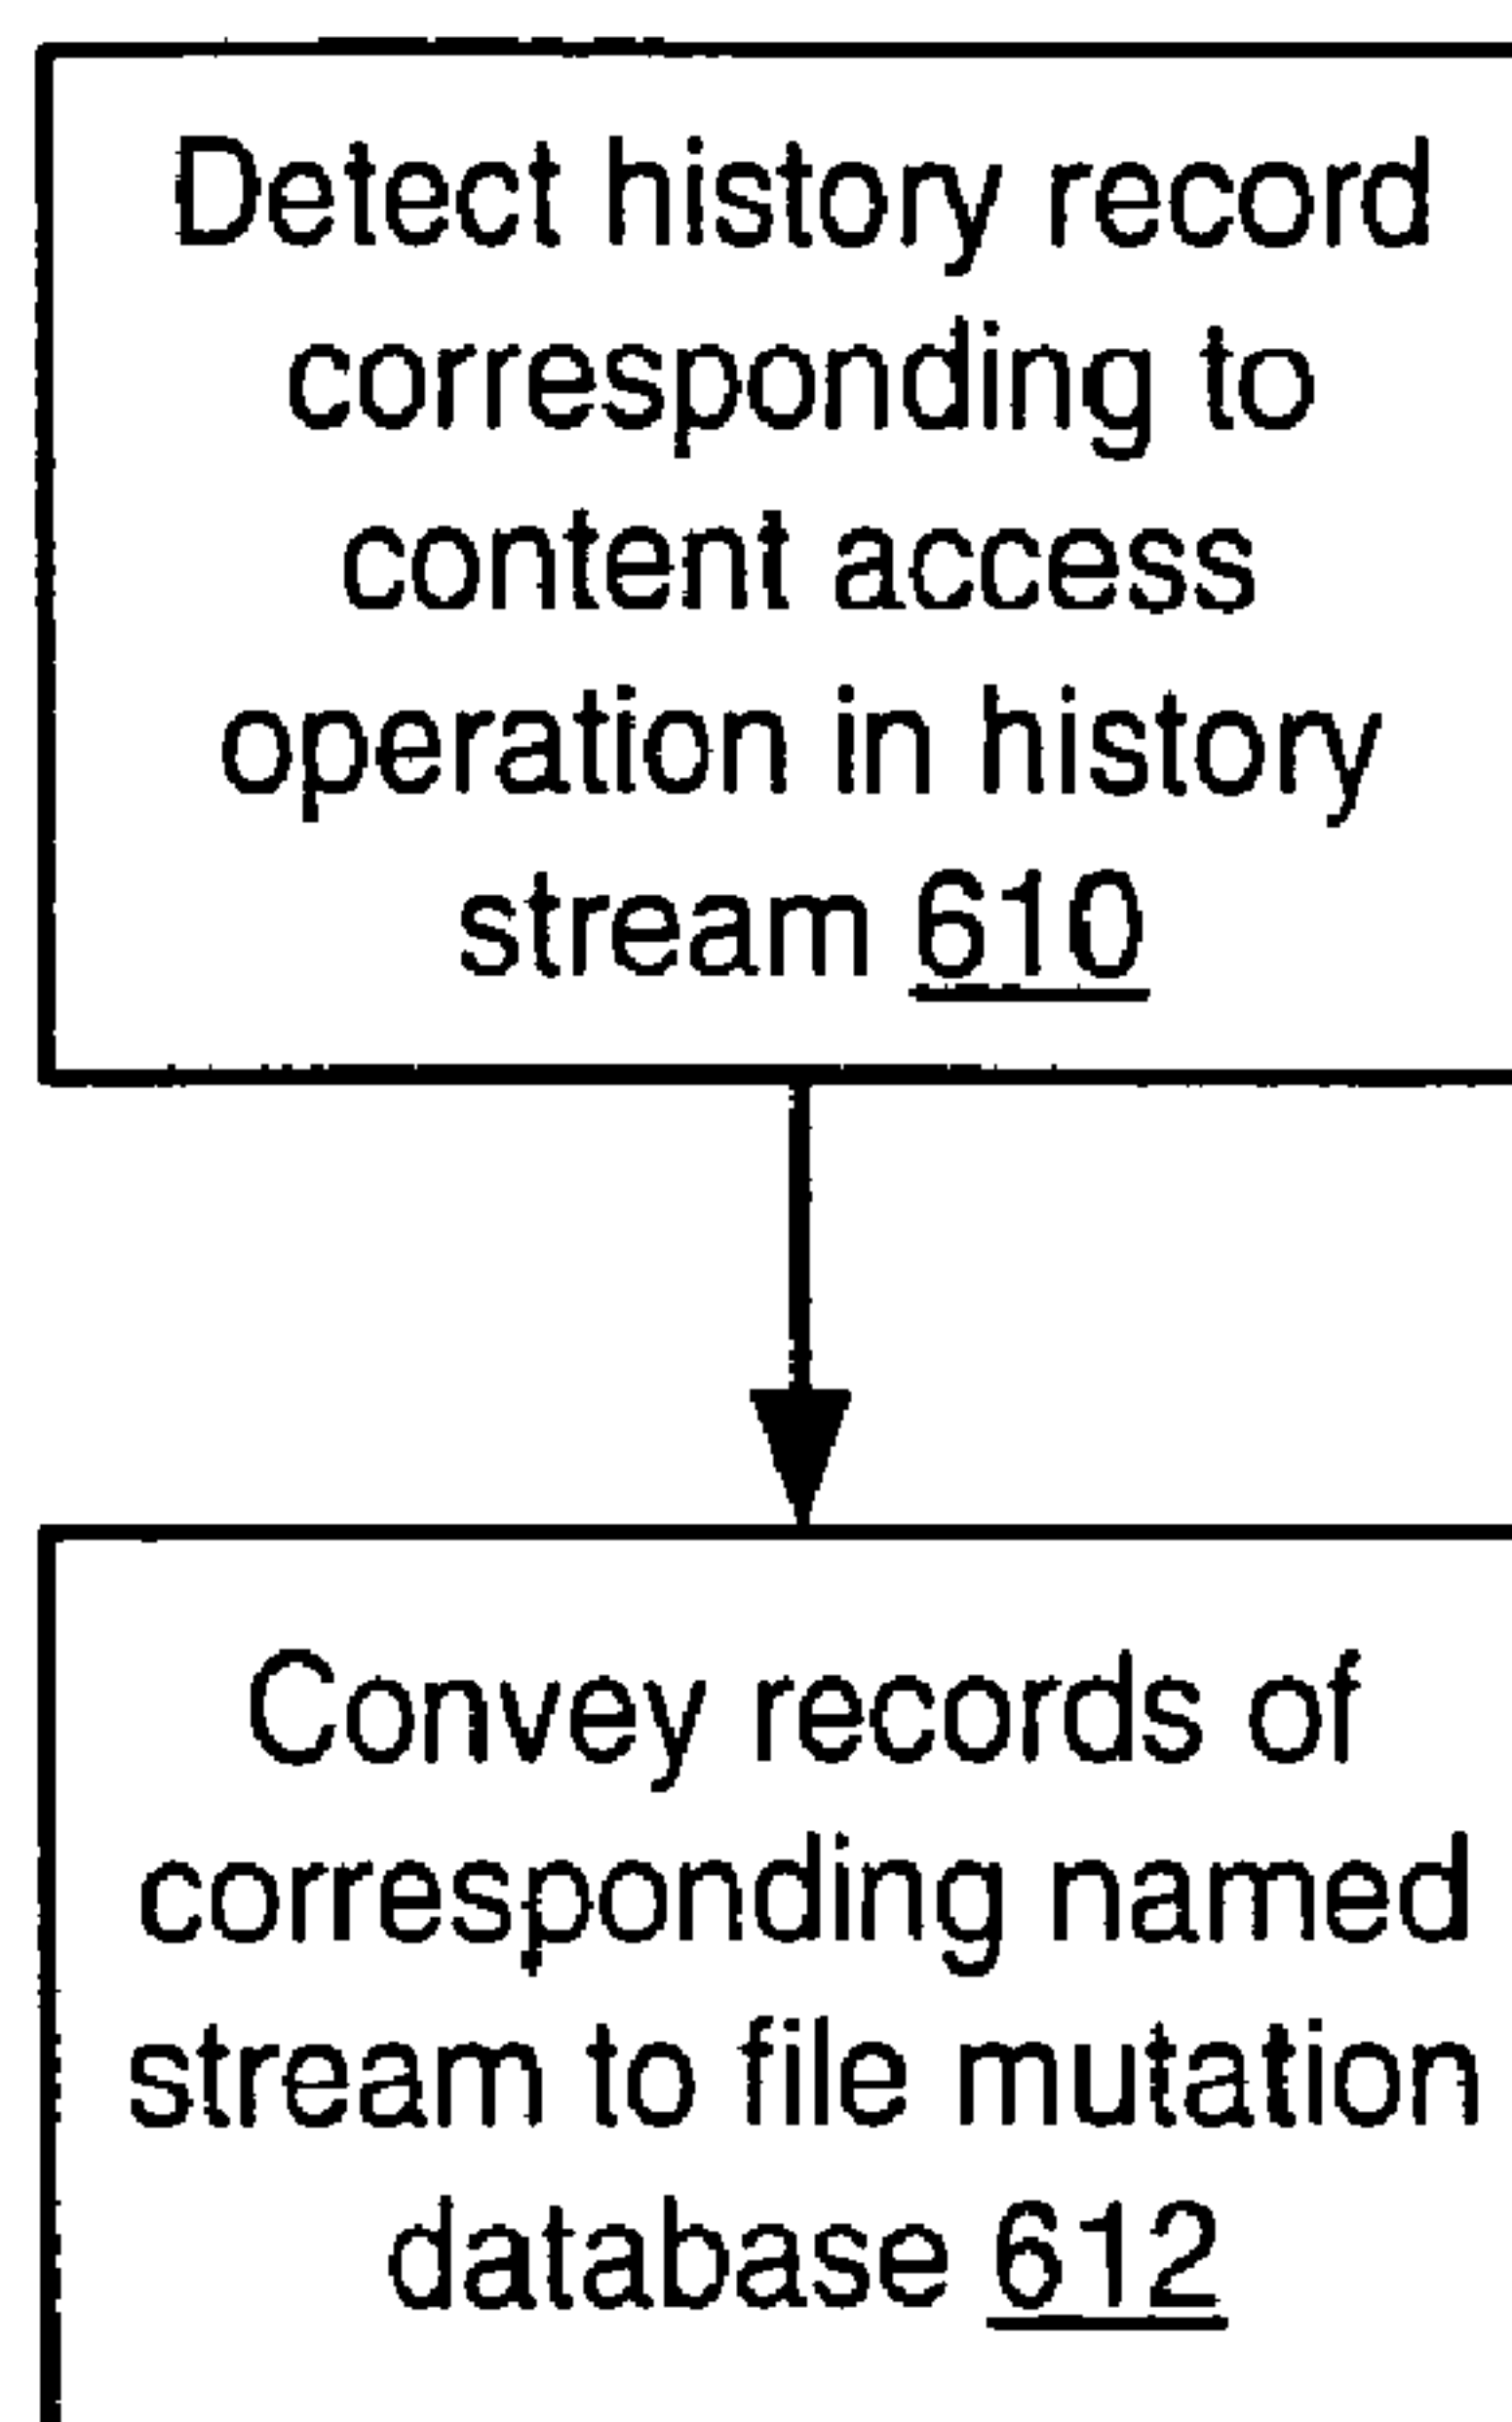 Detect history record
corresponding to
content access
operation in history
stream 610
Convey records of
corresponding named
stream to file mutation
database 612